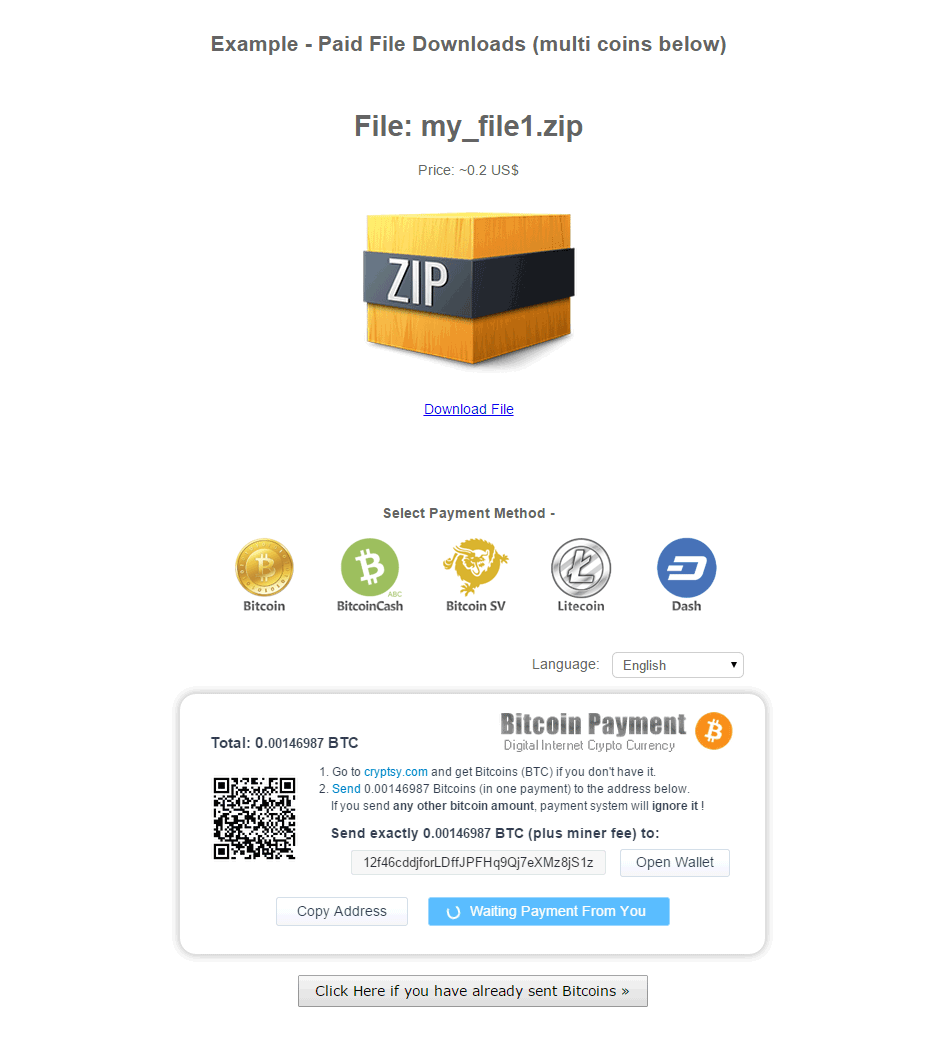 Example - Paid File Downloads (multi coins below)
File: my_file1.zip
Price: ~0.2 US$
ZIP
Download File
Select Payment Method -
Bitcoin
BitcoinCash
ABC
Bitcoin SV
Litecoin
Dash
Language: English
Bitcoin Payment
Digital Internet Crypto Currency
Total: 0.00146987 BTC
1. Go to cryptsy.com and get Bitcoins (BTC) if you don't have it.
2. Send 0.00146987 Bitcoins (in one payment) to the address below.
If you send any other bitcoin amount, payment system will ignore it !
Send exactly 0.00146987 BTC (plus miner fee) to:
12f46cddjforLDffJPFHq9Qj7eXMz8jS1z
Open Wallet
Copy Address
Waiting Payment From You
Click Here if you have already sent Bitcoins »